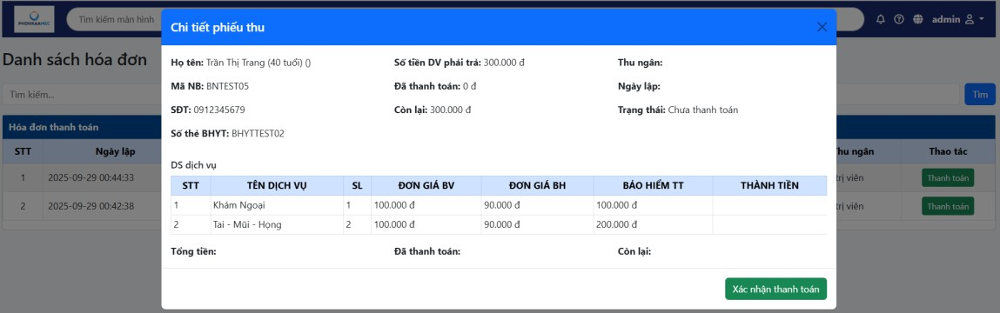 PHENIKAAMEC
Tìm kiếm màn hình
admin
Danh sách hóa đơn
Tìm kiếm...
Tìm
Hóa đơn thanh toán
STT Ngày lập Thu ngân Thao tác
1 2025-09-29 00:44:33 trị viên Thanh toán
2 2025-09-29 00:42:38 trị viên Thanh toán
Chi tiết phiếu thu
Họ tên: Trần Thị Trang (40 tuổi) () Số tiền DV phải trả: 300.000 đ Thu ngân:
Mã NB: BNTEST05 Đã thanh toán: 0 đ Ngày lập:
SĐT: 0912345679 Còn lại: 300.000 đ Trạng thái: Chưa thanh toán
Số thẻ BHYT: BHYTTEST02
DS dịch vụ
STT TÊN DỊCH VỤ SL ĐƠN GIÁ BV ĐƠN GIÁ BH BẢO HIỂM TT THÀNH TIỀN
1 Khám Ngoại 1 100.000 đ 90.000 đ 100.000 đ
2 Tai - Mũi - Họng 2 100.000 đ 90.000 đ 200.000 đ
Tổng tiền: Đã thanh toán: Còn lại:
Xác nhận thanh toán